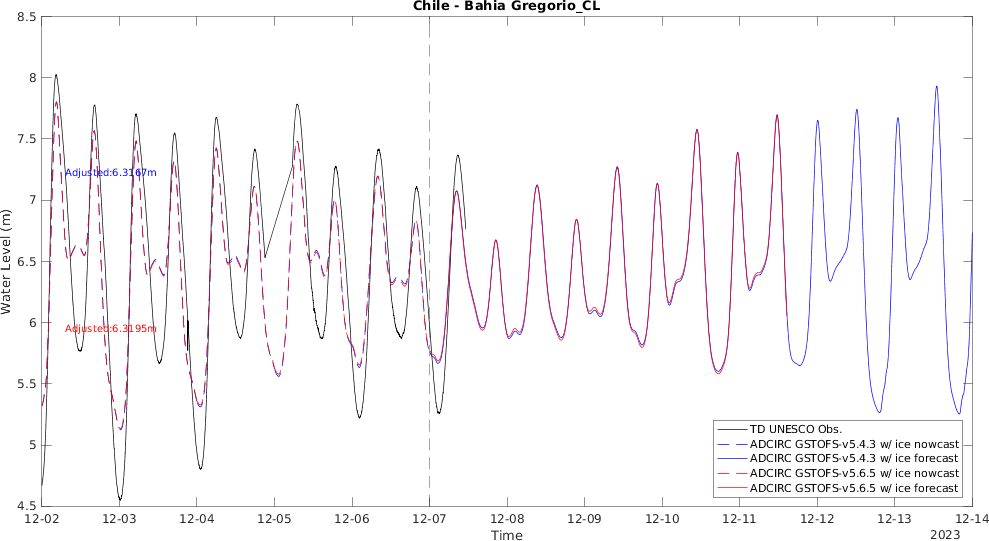 Chile - Bahia Gregorio_CL
8.5
8
7.5
7
6.5
6
5.5
5
4.5
Water Level (m)
Adjusted:6.3167m
Adjusted:6.3195m
TD UNESCO Obs.
ADCIRC GSTOFS-v5.4.3 w/ ice nowcast
ADCIRC GSTOFS-v5.4.3 w/ ice forecast
ADCIRC GSTOFS-v5.6.5 w/ ice nowcast
ADCIRC GSTOFS-v5.6.5 w/ ice forecast
12-02 12-03 12-04 12-05 12-06 12-07 12-08 12-09 12-10 12-11 12-12 12-13 12-14
Time
2023